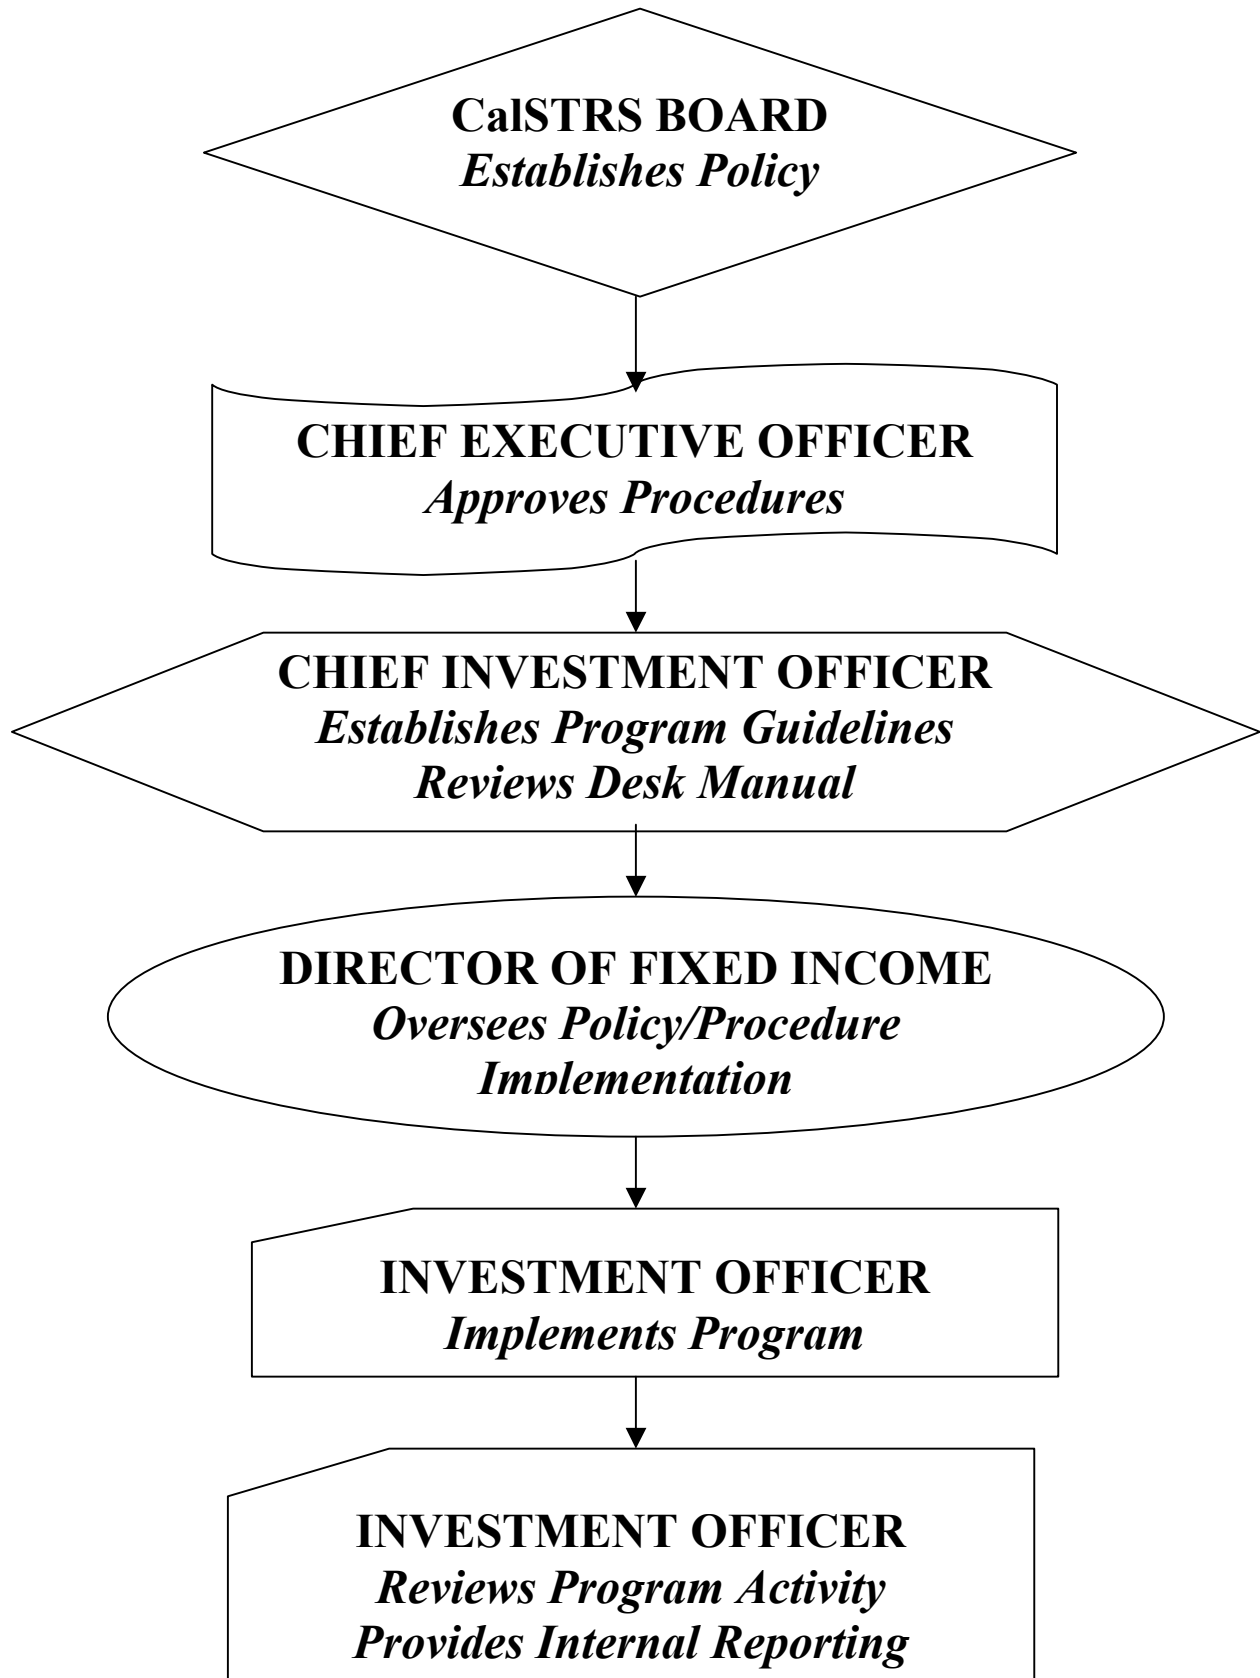 CalSTRS BOARD
Establishes Policy
CHIEF EXECUTIVE OFFICER
Approves Procedures
CHIEF INVESTMENT OFFICER
Establishes Program Guidelines
Reviews Desk Manual
DIRECTOR OF FIXED INCOME
Oversees Policy/Procedure
Implementation
INVESTMENT OFFICER
Implements Program
INVESTMENT OFFICER
Reviews Program Activity
Provides Internal Reporting